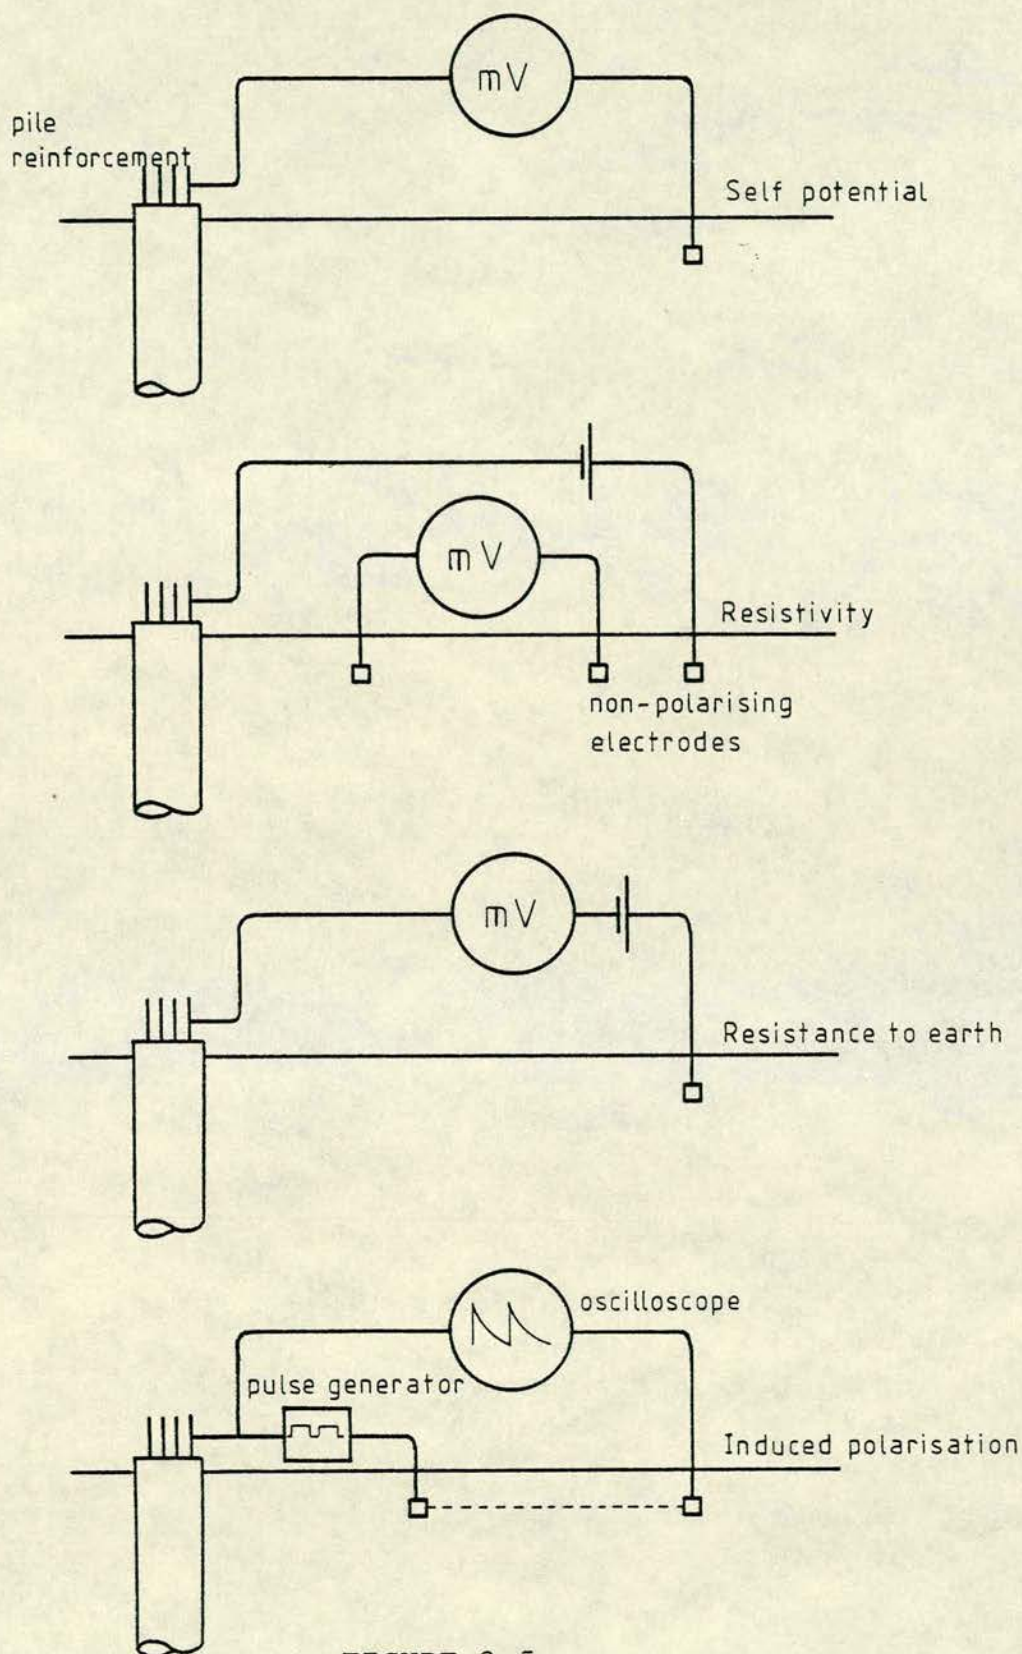 mV
pile
reinforcement
Self potential
mV
Resistivity
non-polarising
electrodes
mV
Resistance to earth
oscilloscope
pulse generator
Induced polarisation